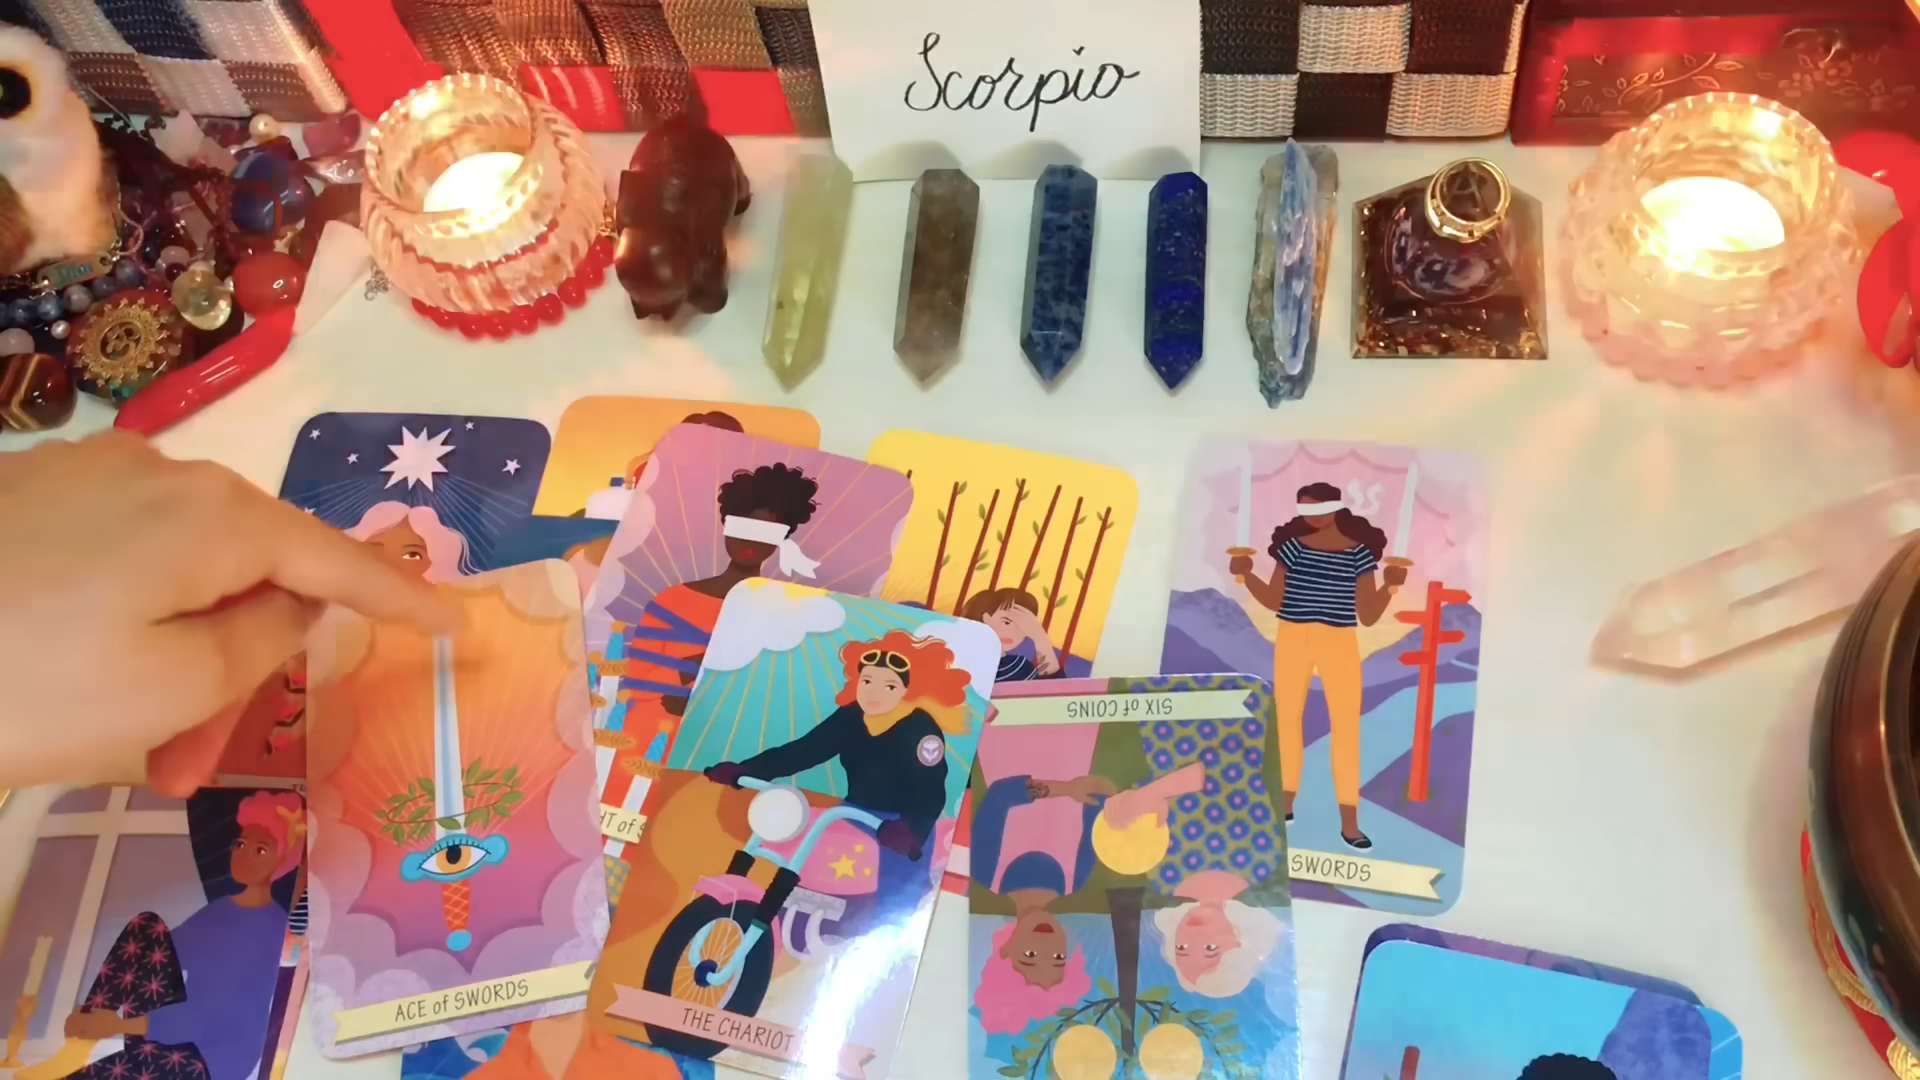 Scorpio
SIX of COINS
SWORDS
ACE of SWORDS
THE CHARIOT